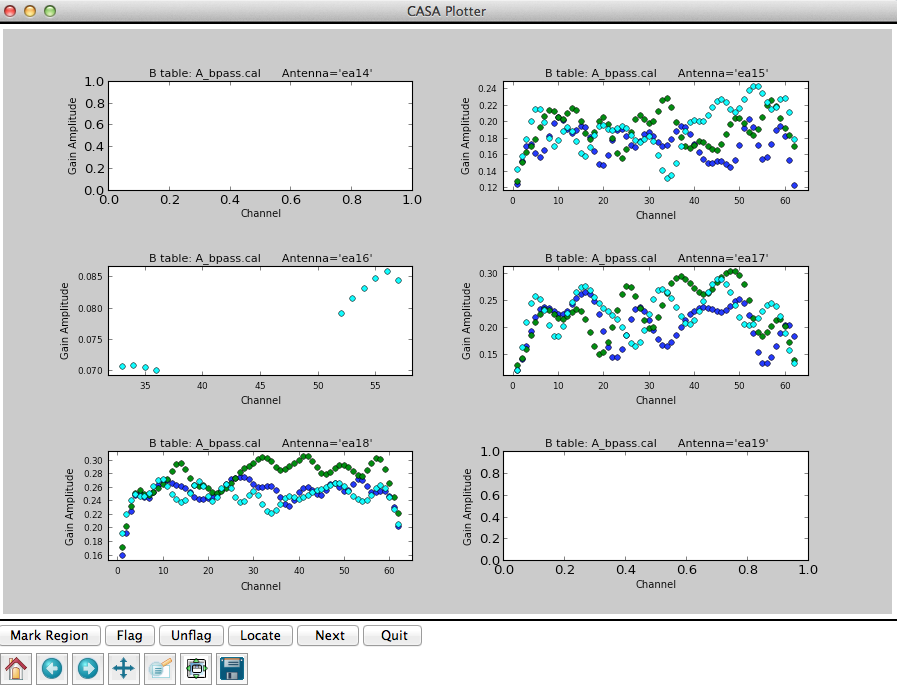 CASA Plotter
B table: A_bpass.cal Antenna='ea14'
Gain Amplitude
1.0
0.8
0.6
0.4
0.2
0.0
0.0 0.2 0.4 0.6 0.8 1.0
Channel
B table: A_bpass.cal Antenna='ea15'
Gain Amplitude
0.24
0.22
0.20
0.18
0.16
0.14
0.12
0 10 20 30 40 50 60
Channel
B table: A_bpass.cal Antenna='ea16'
Gain Amplitude
0.085
0.080
0.075
0.070
35 40 45 50 55
Channel
B table: A_bpass.cal Antenna='ea17'
Gain Amplitude
0.30
0.25
0.20
0.15
0 10 20 30 40 50 60
Channel
B table: A_bpass.cal Antenna='ea18'
Gain Amplitude
0.30
0.28
0.26
0.24
0.22
0.20
0.18
0.16
0 10 20 30 40 50 60
Channel
B table: A_bpass.cal Antenna='ea19'
Gain Amplitude
1.0
0.8
0.6
0.4
0.2
0.0
0.0 0.2 0.4 0.6 0.8 1.0
Channel
Mark Region Flag Unflag Locate Next Quit